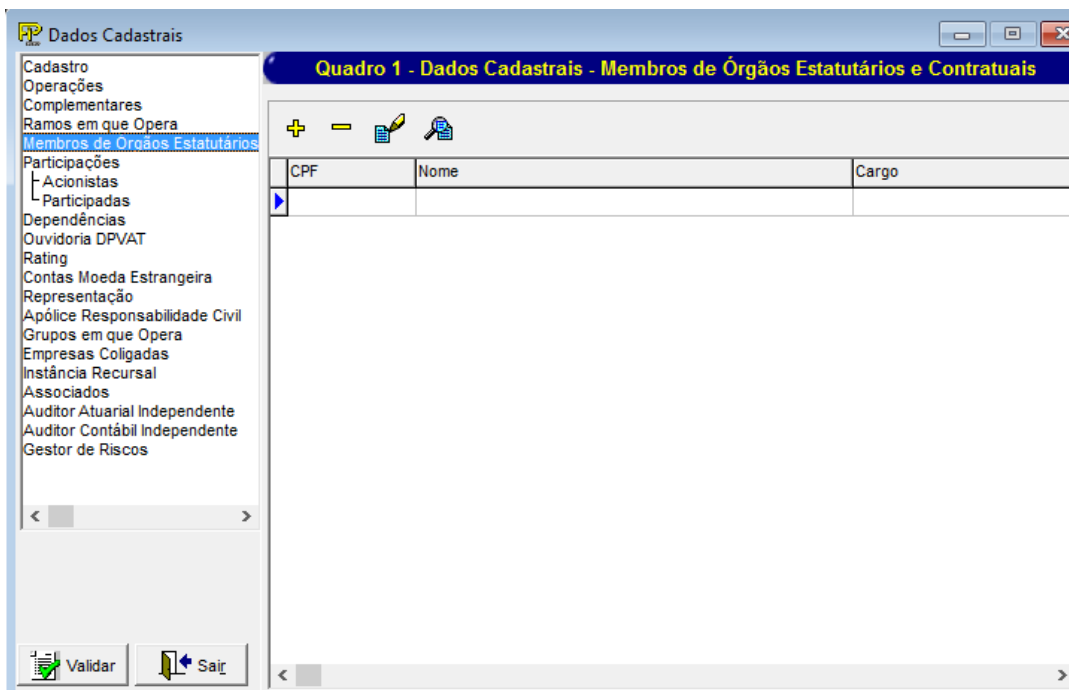 Dados Cadastrais
Cadastro
Operações
Complementares
Ramos em que Opera
Membros de Órgãos Estatutários
Participações
Acionistas
Participadas
Dependências
Ouvidoria DPVAT
Rating
Contas Moeda Estrangeira
Representação
Apólice Responsabilidade Civil
Grupos em que Opera
Empresas Coligadas
Instância Recursal
Associados
Auditor Atuarial Independente
Auditor Contábil Independente
Gestor de Riscos
Validar
Sair
Quadro 1 - Dados Cadastrais - Membros de Órgãos Estatutários e Contratuais
CPF Nome Cargo